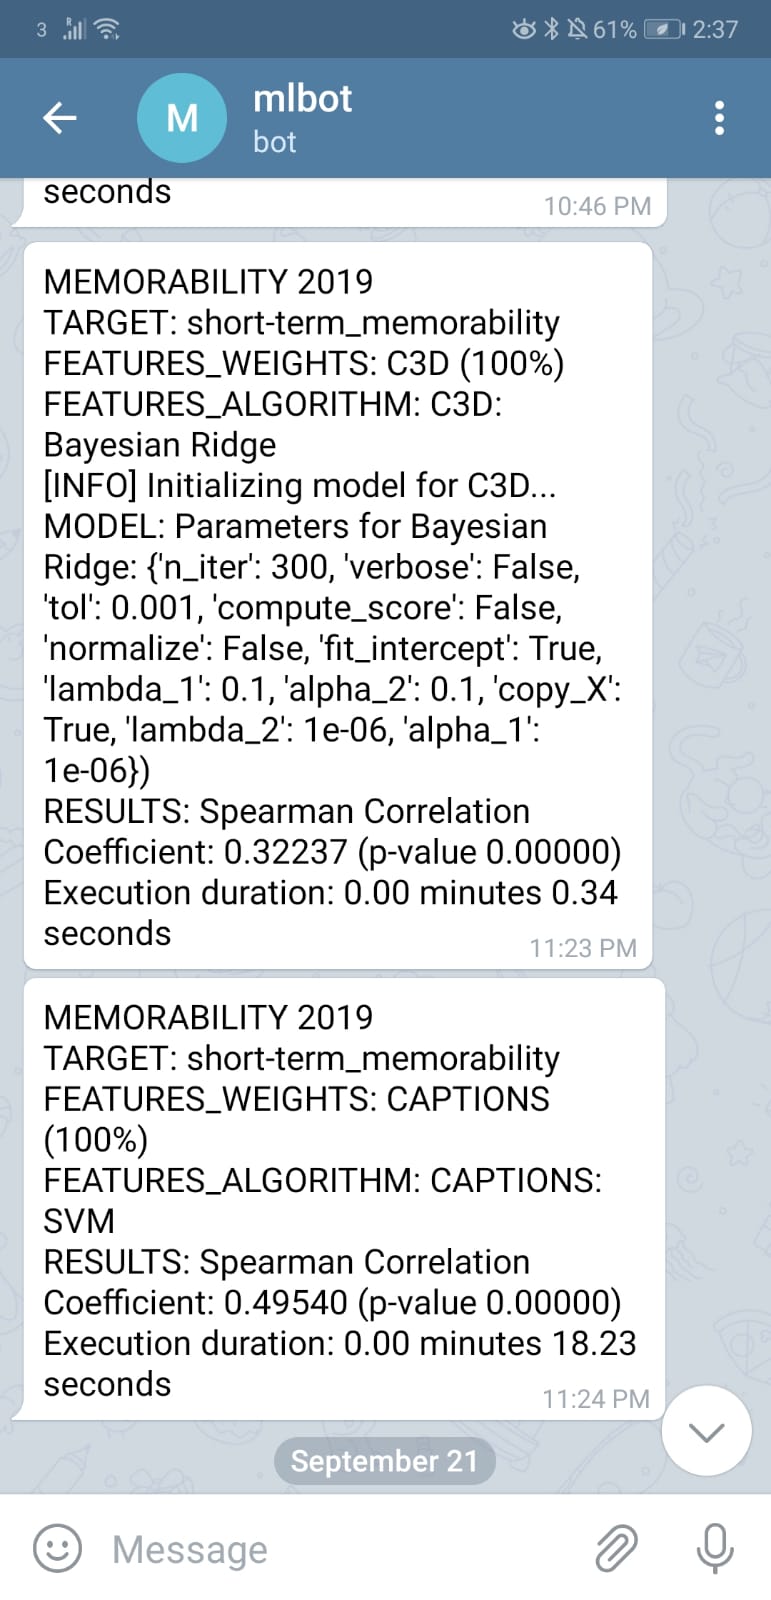 3 R 61% 2:37
M mlbot
bot
seconds
10:46 PM
MEMORABILITY 2019
TARGET: short-term_memorability
FEATURES_WEIGHTS: C3D (100%)
FEATURES_ALGORITHM: C3D:
Bayesian Ridge
[INFO] Initializing model for C3D...
MODEL: Parameters for Bayesian
Ridge: {'n_iter': 300, 'verbose': False,
'tol': 0.001, 'compute_score': False,
'normalize': False, 'fit_intercept': True,
'lambda_1': 0.1, 'alpha_2': 0.1, 'copy_X':
True, 'lambda_2': 1e-06, 'alpha_1':
1e-06})
RESULTS: Spearman Correlation
Coefficient: 0.32237 (p-value 0.00000)
Execution duration: 0.00 minutes 0.34
seconds
11:23 PM
MEMORABILITY 2019
TARGET: short-term_memorability
FEATURES_WEIGHTS: CAPTIONS
(100%)
FEATURES_ALGORITHM: CAPTIONS:
SVM
RESULTS: Spearman Correlation
Coefficient: 0.49540 (p-value 0.00000)
Execution duration: 0.00 minutes 18.23
seconds
11:24 PM
September 21
Message